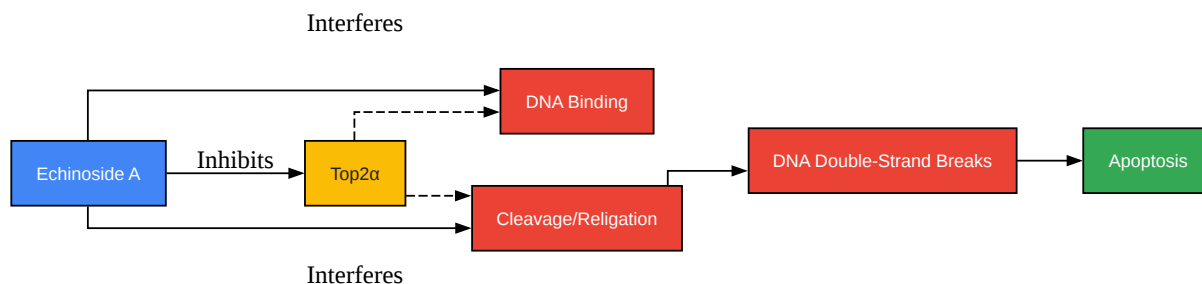 Interferes
DNA Binding
Echinoside A
Inhibits
Top2α
DNA Double-Strand Breaks
Apoptosis
Cleavage/Religation
Interferes